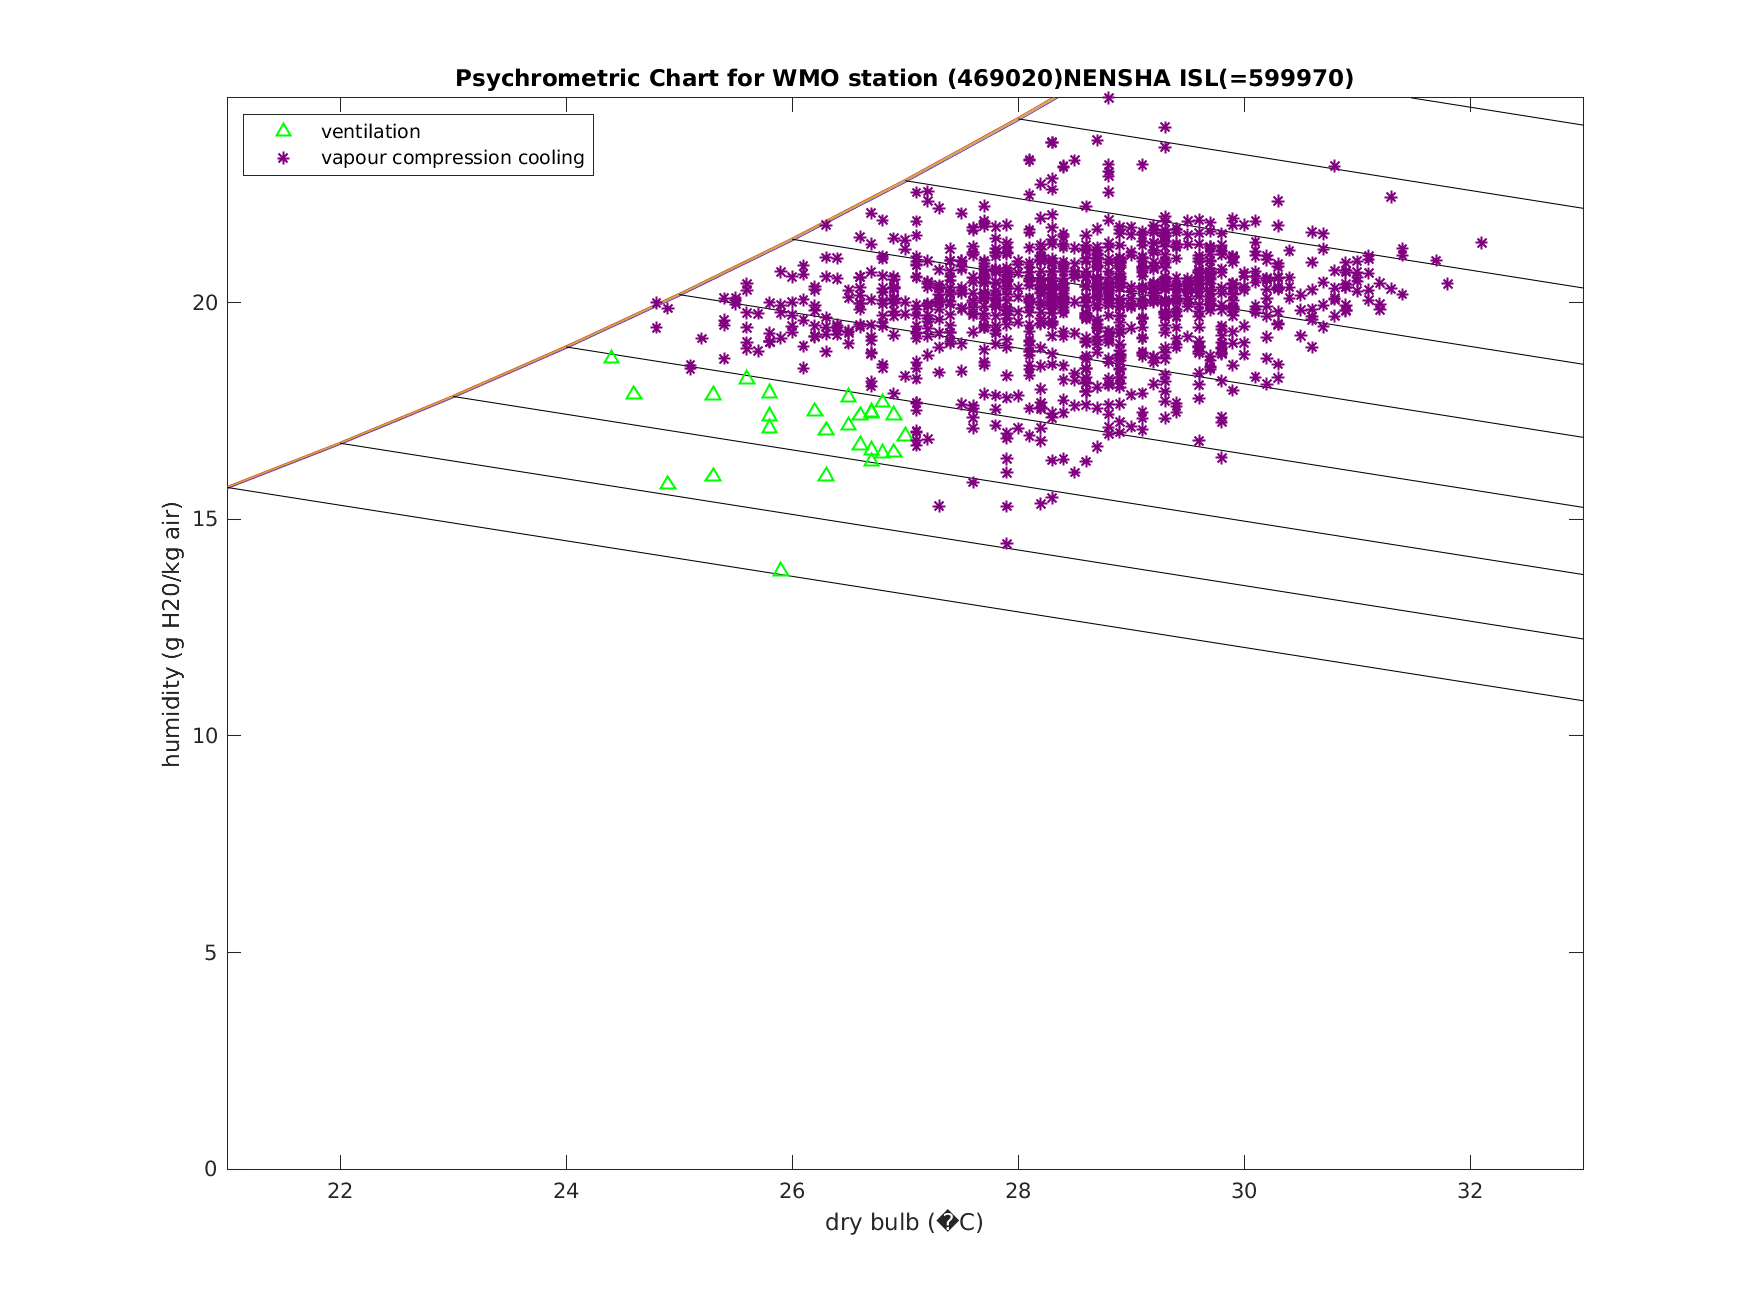 Psychrometric Chart for WMO station (469020)NENSHA ISL(=599970)
ventilation
vapour compression cooling
humidity (g H20/kg air)
20
15
10
5
0
22 24 26 28 30 32
dry bulb (�C)